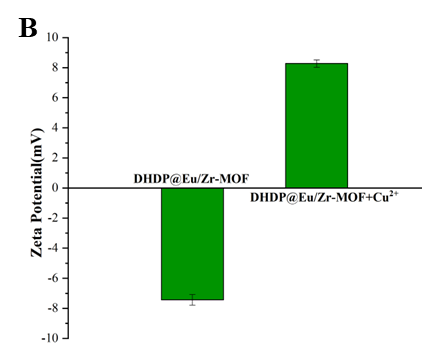 B
10
8
6
4
2
0
-2
-4
-6
-8
-10
Zeta Potential(mV)
DHDP@Eu/Zr-MOF
DHDP@Eu/Zr-MOF+Cu²⁺